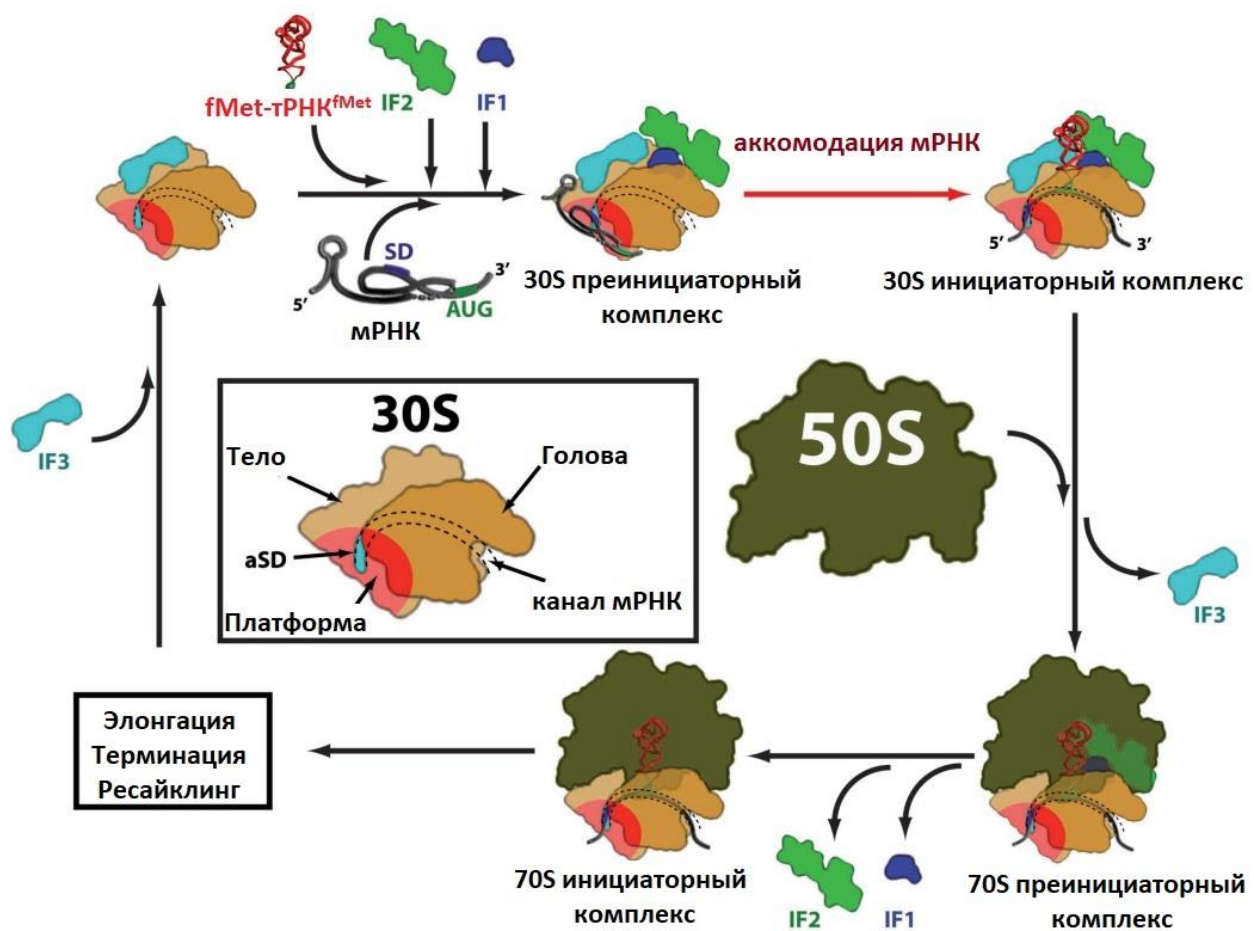 fMet-тРНКfMet
IF2
IF1
SD
5'
3'
AUG
мРНК
30S преинициаторный
комплекс
аккомодация мРНК
5'
3'
30S инициаторный комплекс
IF3
30S
Тело
Голова
aSD
Платформа
канал мРНК
50S
IF3
Элонгация
Терминация
Ресайклинг
70S инициаторный
комплекс
IF2
IF1
70S преинициаторный
комплекс